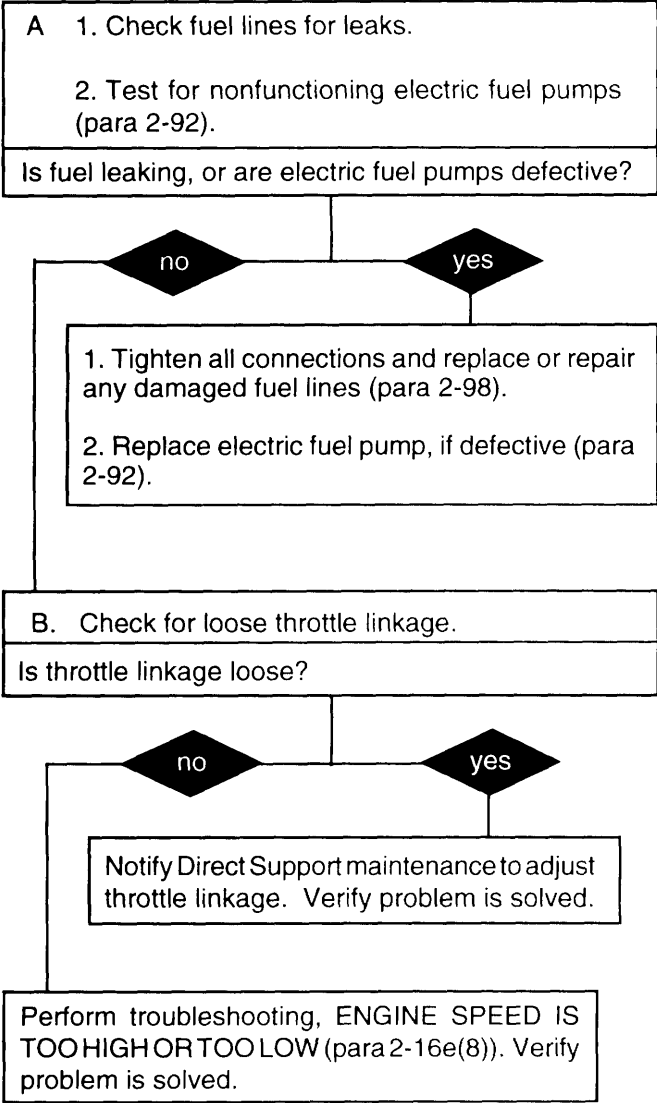 A 1. Check fuel lines for leaks.
2. Test for nonfunctioning electric fuel pumps
(para 2-92).
Is fuel leaking, or are electric fuel pumps defective?
no
yes
1. Tighten all connections and replace or repair
any damaged fuel lines (para 2-98).
2. Replace electric fuel pump, if defective (para
2-92).
B. Check for loose throttle linkage.
Is throttle linkage loose?
no
yes
Notify Direct Support maintenance to adjust
throttle linkage. Verify problem is solved.
Perform troubleshooting, ENGINE SPEED IS
TOO HIGH OR TOO LOW (para 2-16e(8)). Verify
problem is solved.